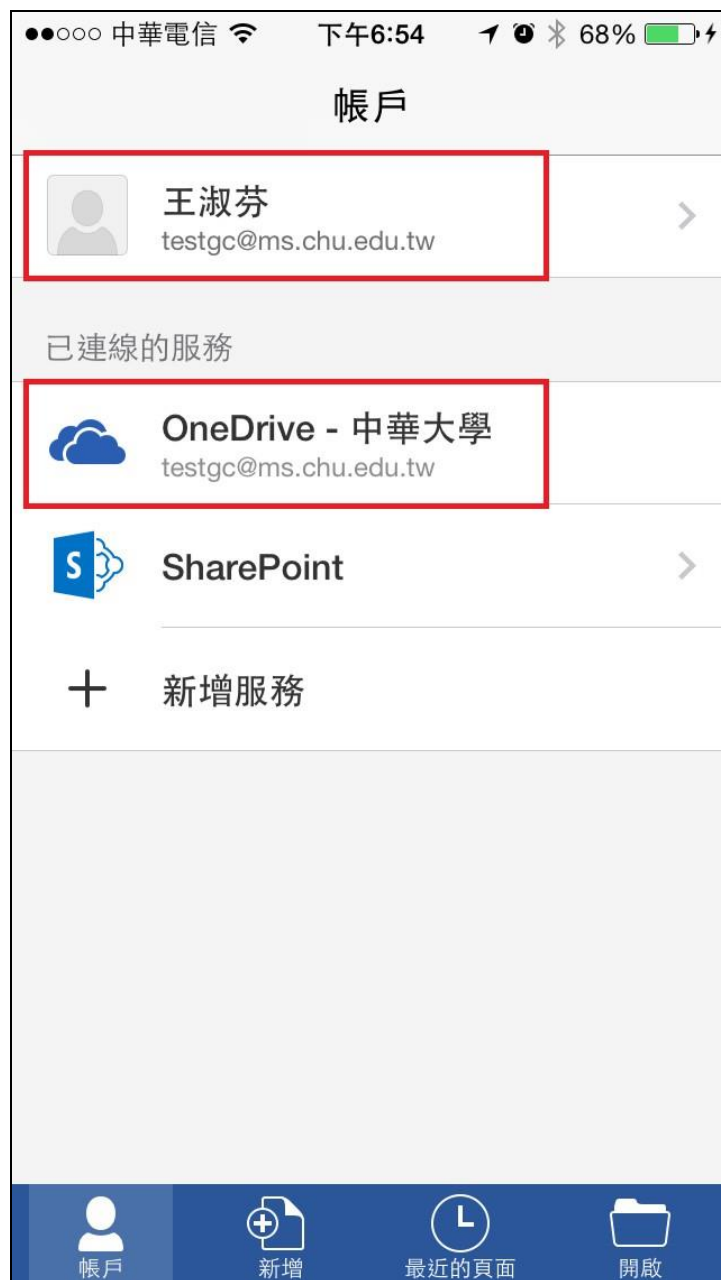 中華電信 下午6:54 68%
帳戶
王淑芬
testgc@ms.chu.edu.tw
已連線的服務
OneDrive - 中華大學
testgc@ms.chu.edu.tw
S
SharePoint
新增服務
帳戶 新增 最近的頁面 開啟